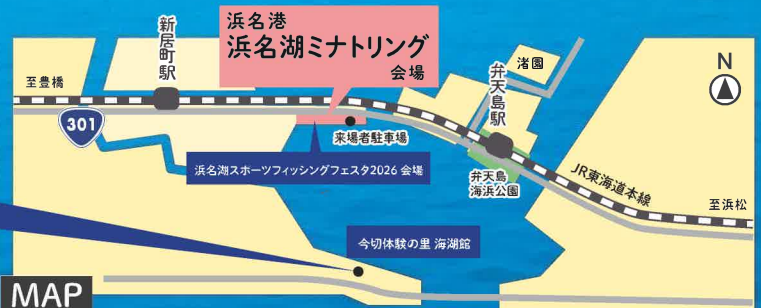 浜名港
浜名湖ミナトリング
会場
新居町駅
渚園
弁天島駅
N
至豊橋
301
来場者駐車場
浜名湖スポーツフィッシングフェスタ2026 会場
弁天島
海浜公園
JR東海道本線
至浜松
今切体験の里 海湖館
MAP